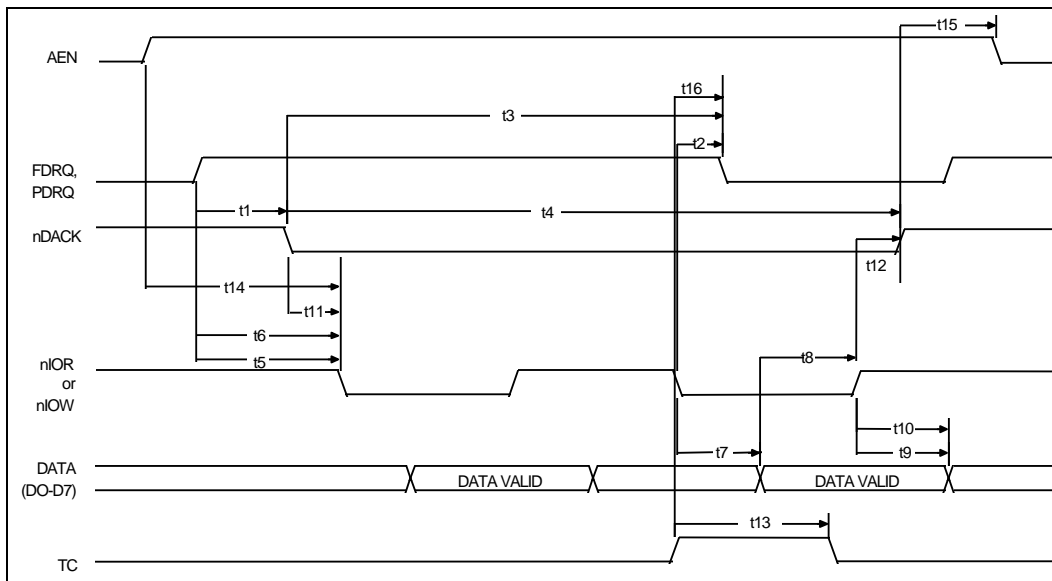 t15
AEN
t16
t3
t2
FDRQ,
PDRQ
t1
t4
nDACK
t12
t14
t11
t6
t8
t5
nIOR
or
nIOW
t10
t7
t9
DATA
(DO-D7)
DATA VALID
DATA VALID
t13
TC